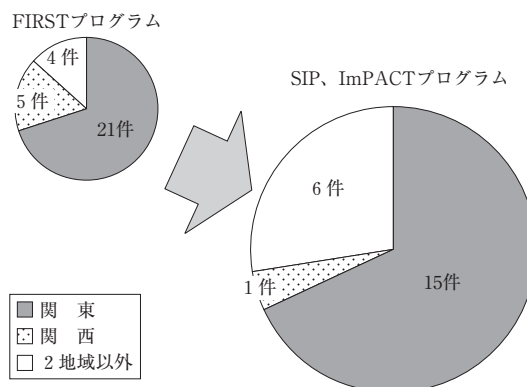 FIRSTプログラム
4 件
5 件
21件
SIP、ImPACTプログラム
6 件
1 件
15件
関　東
関　西
2 地域以外